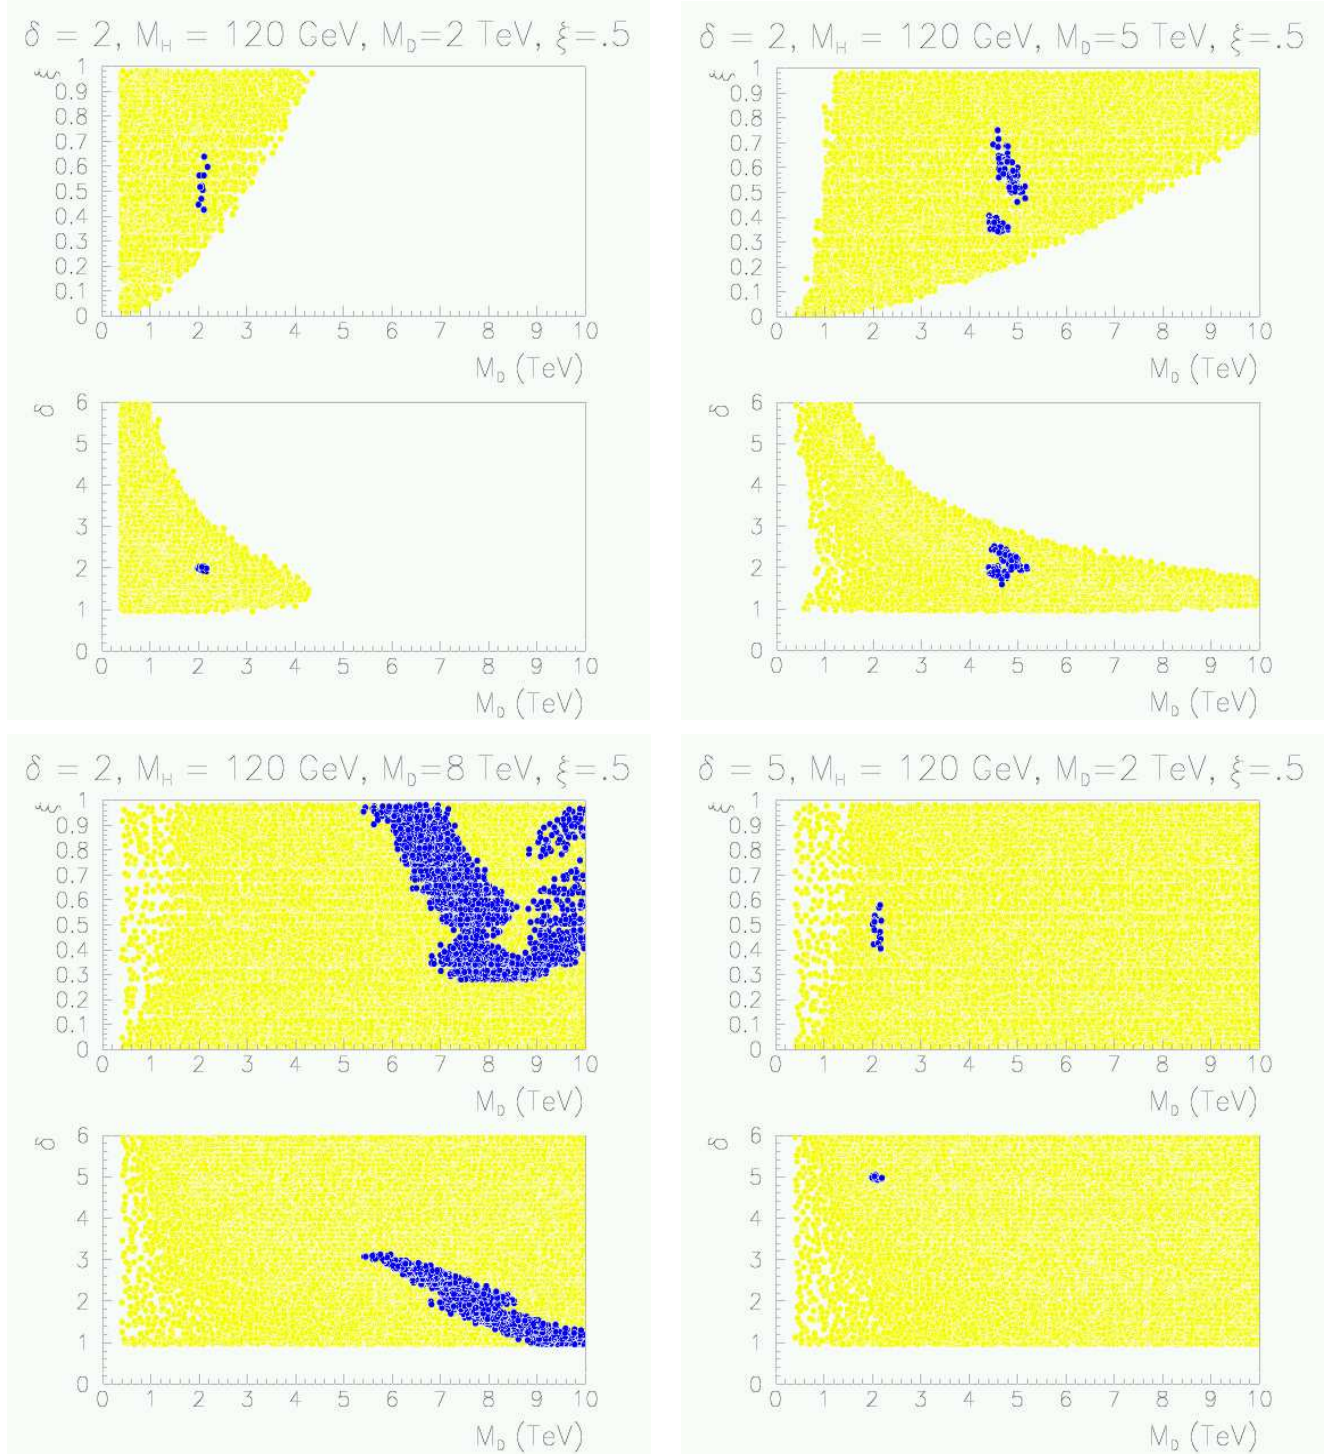 δ = 2, M_H = 120 GeV, M_D=2 TeV, ξ=.5
ξ
1
0.9
0.8
0.7
0.6
0.5
0.4
0.3
0.2
0.1
0
0 1 2 3 4 5 6 7 8 9 10
M_D (TeV)
δ
6
5
4
3
2
1
0
0 1 2 3 4 5 6 7 8 9 10
M_D (TeV)
δ = 2, M_H = 120 GeV, M_D=5 TeV, ξ=.5
ξ
1
0.9
0.8
0.7
0.6
0.5
0.4
0.3
0.2
0.1
0
0 1 2 3 4 5 6 7 8 9 10
M_D (TeV)
δ
6
5
4
3
2
1
0
0 1 2 3 4 5 6 7 8 9 10
M_D (TeV)
δ = 2, M_H = 120 GeV, M_D=8 TeV, ξ=.5
ξ
1
0.9
0.8
0.7
0.6
0.5
0.4
0.3
0.2
0.1
0
0 1 2 3 4 5 6 7 8 9 10
M_D (TeV)
δ
6
5
4
3
2
1
0
0 1 2 3 4 5 6 7 8 9 10
M_D (TeV)
δ = 5, M_H = 120 GeV, M_D=2 TeV, ξ=.5
ξ
1
0.9
0.8
0.7
0.6
0.5
0.4
0.3
0.2
0.1
0
0 1 2 3 4 5 6 7 8 9 10
M_D (TeV)
δ
6
5
4
3
2
1
0
0 1 2 3 4 5 6 7 8 9 10
M_D (TeV)